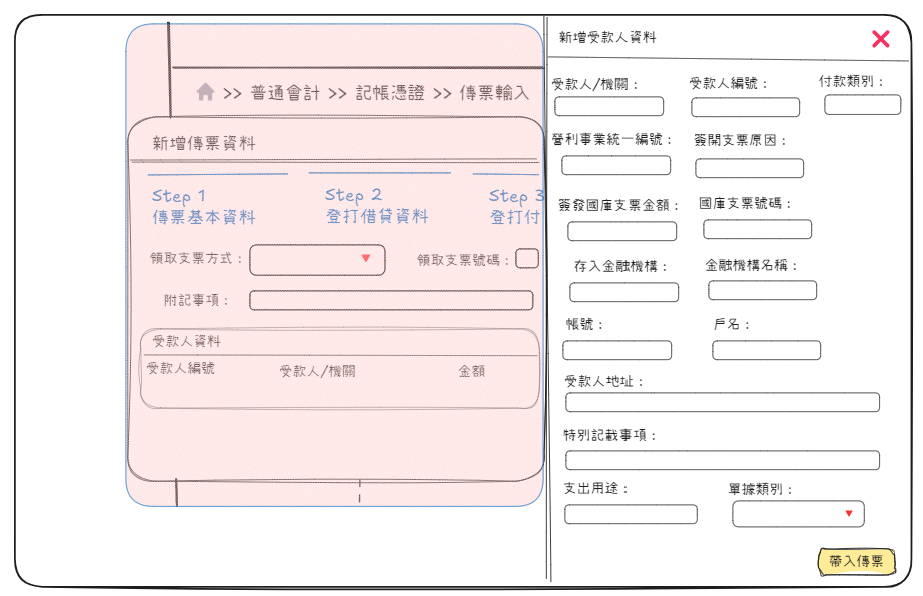 >> 普通會計 >> 記帳憑證 >> 傳票輸入
新增傳票資料
Step 1
傳票基本資料
Step 2
登打借貸資料
Step 3
登打付
領取支票方式：
領取支票號碼：
附記事項：
受款人資料
受款人編號
受款人/機關
金額
新增受款人資料
受款人/機關：
受款人編號：
付款類別：
營利事業統一編號：
簽開支票原因：
簽發國庫支票金額：
國庫支票號碼：
存入金融機構：
金融機構名稱：
帳號：
戶名：
受款人地址：
特別記載事項：
支出用途：
單據類別：
帶入傳票